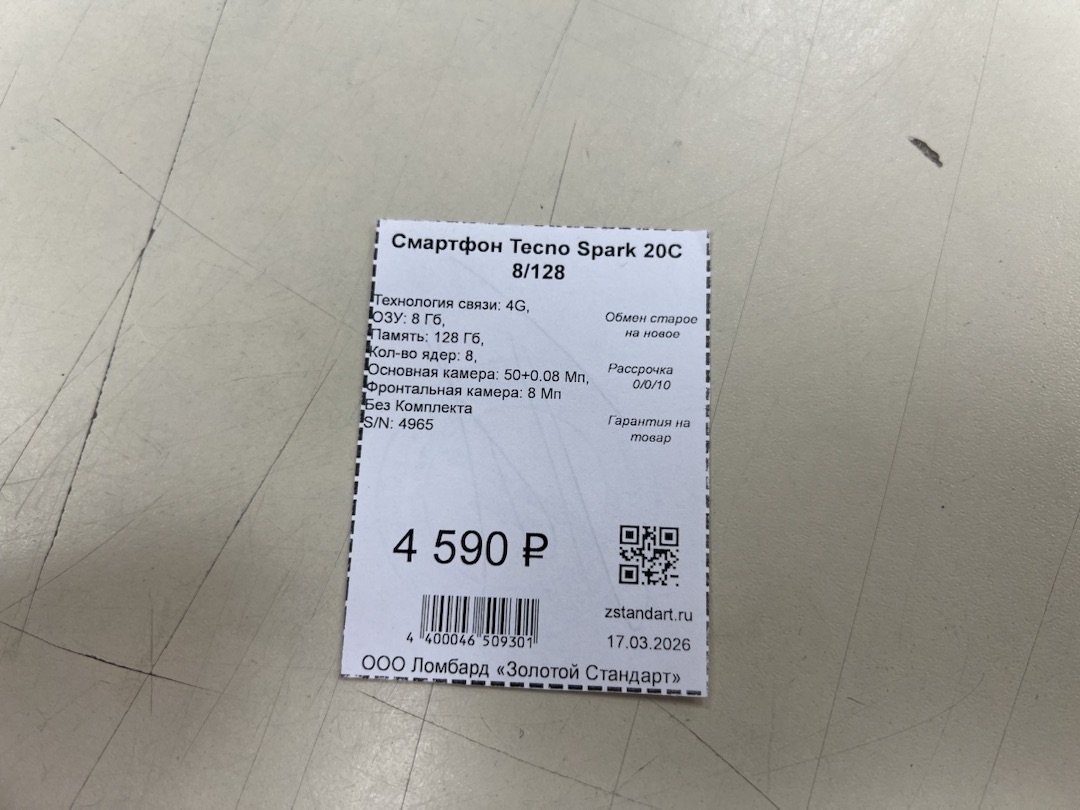 Смартфон Tecno Spark 20C
8/128
Технология связи: 4G,
ОЗУ: 8 Гб,
Память: 128 Гб,
Кол-во ядер: 8,
Основная камера: 50+0.08 Мп,
Фронтальная камера: 8 Мп
Без Комплекта
S/N: 4965
Обмен старое
на новое
Рассрочка
0/0/10
Гарантия на
товар
4 590 ₽
zstandart.ru
4 400046 509301
17.03.2026
ООО Ломбард «Золотой Стандарт»